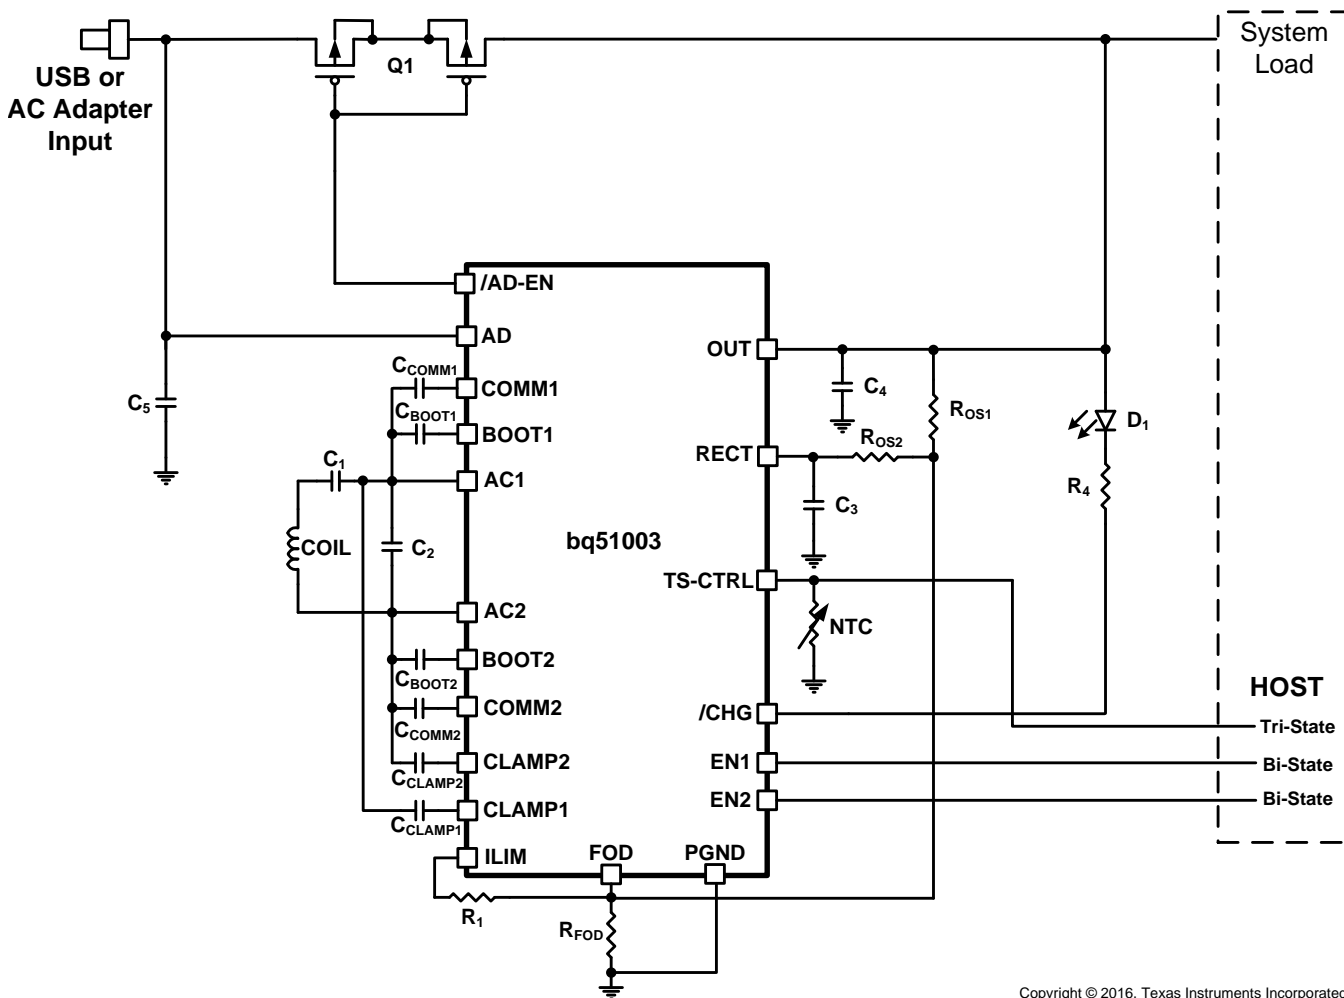 System
Load
USB or
AC Adapter
Input
Q1
/AD-EN
AD
C5
CCOMM1
COMM1
CBOOT1
BOOT1
C1
AC1
COIL
C2
AC2
BOOT2
CBOOT2
COMM2
CCOMM2
CLAMP2
CCLAMP2
CLAMP1
CCLAMP1
ILIM
R1
FOD
PGND
RFOD
bq51003
OUT
C4
ROS1
D1
RECT
ROS2
R4
C3
TS-CTRL
NTC
/CHG
HOST
Tri-State
EN1
Bi-State
EN2
Bi-State
Copyright © 2016, Texas Instruments Incorporated